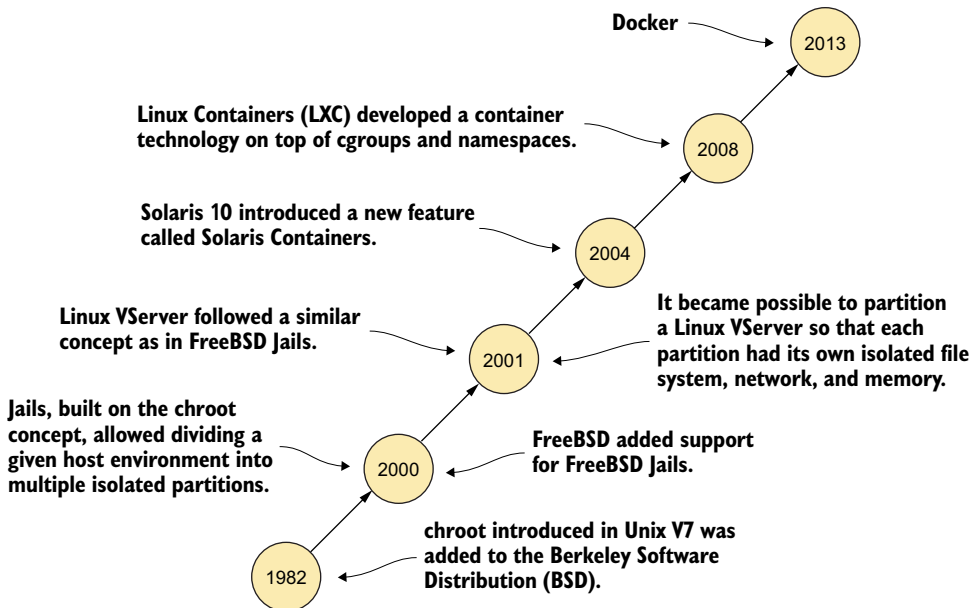 Docker
2013
Linux Containers (LXC) developed a container
technology on top of cgroups and namespaces.
2008
Solaris 10 introduced a new feature
called Solaris Containers.
2004
Linux VServer followed a similar
concept as in FreeBSD Jails.
2001
It became possible to partition
a Linux VServer so that each
partition had its own isolated file
system, network, and memory.
Jails, built on the chroot
concept, allowed dividing a
given host environment into
multiple isolated partitions.
2000
FreeBSD added support
for FreeBSD Jails.
1982
chroot introduced in Unix V7 was
added to the Berkeley Software
Distribution (BSD).